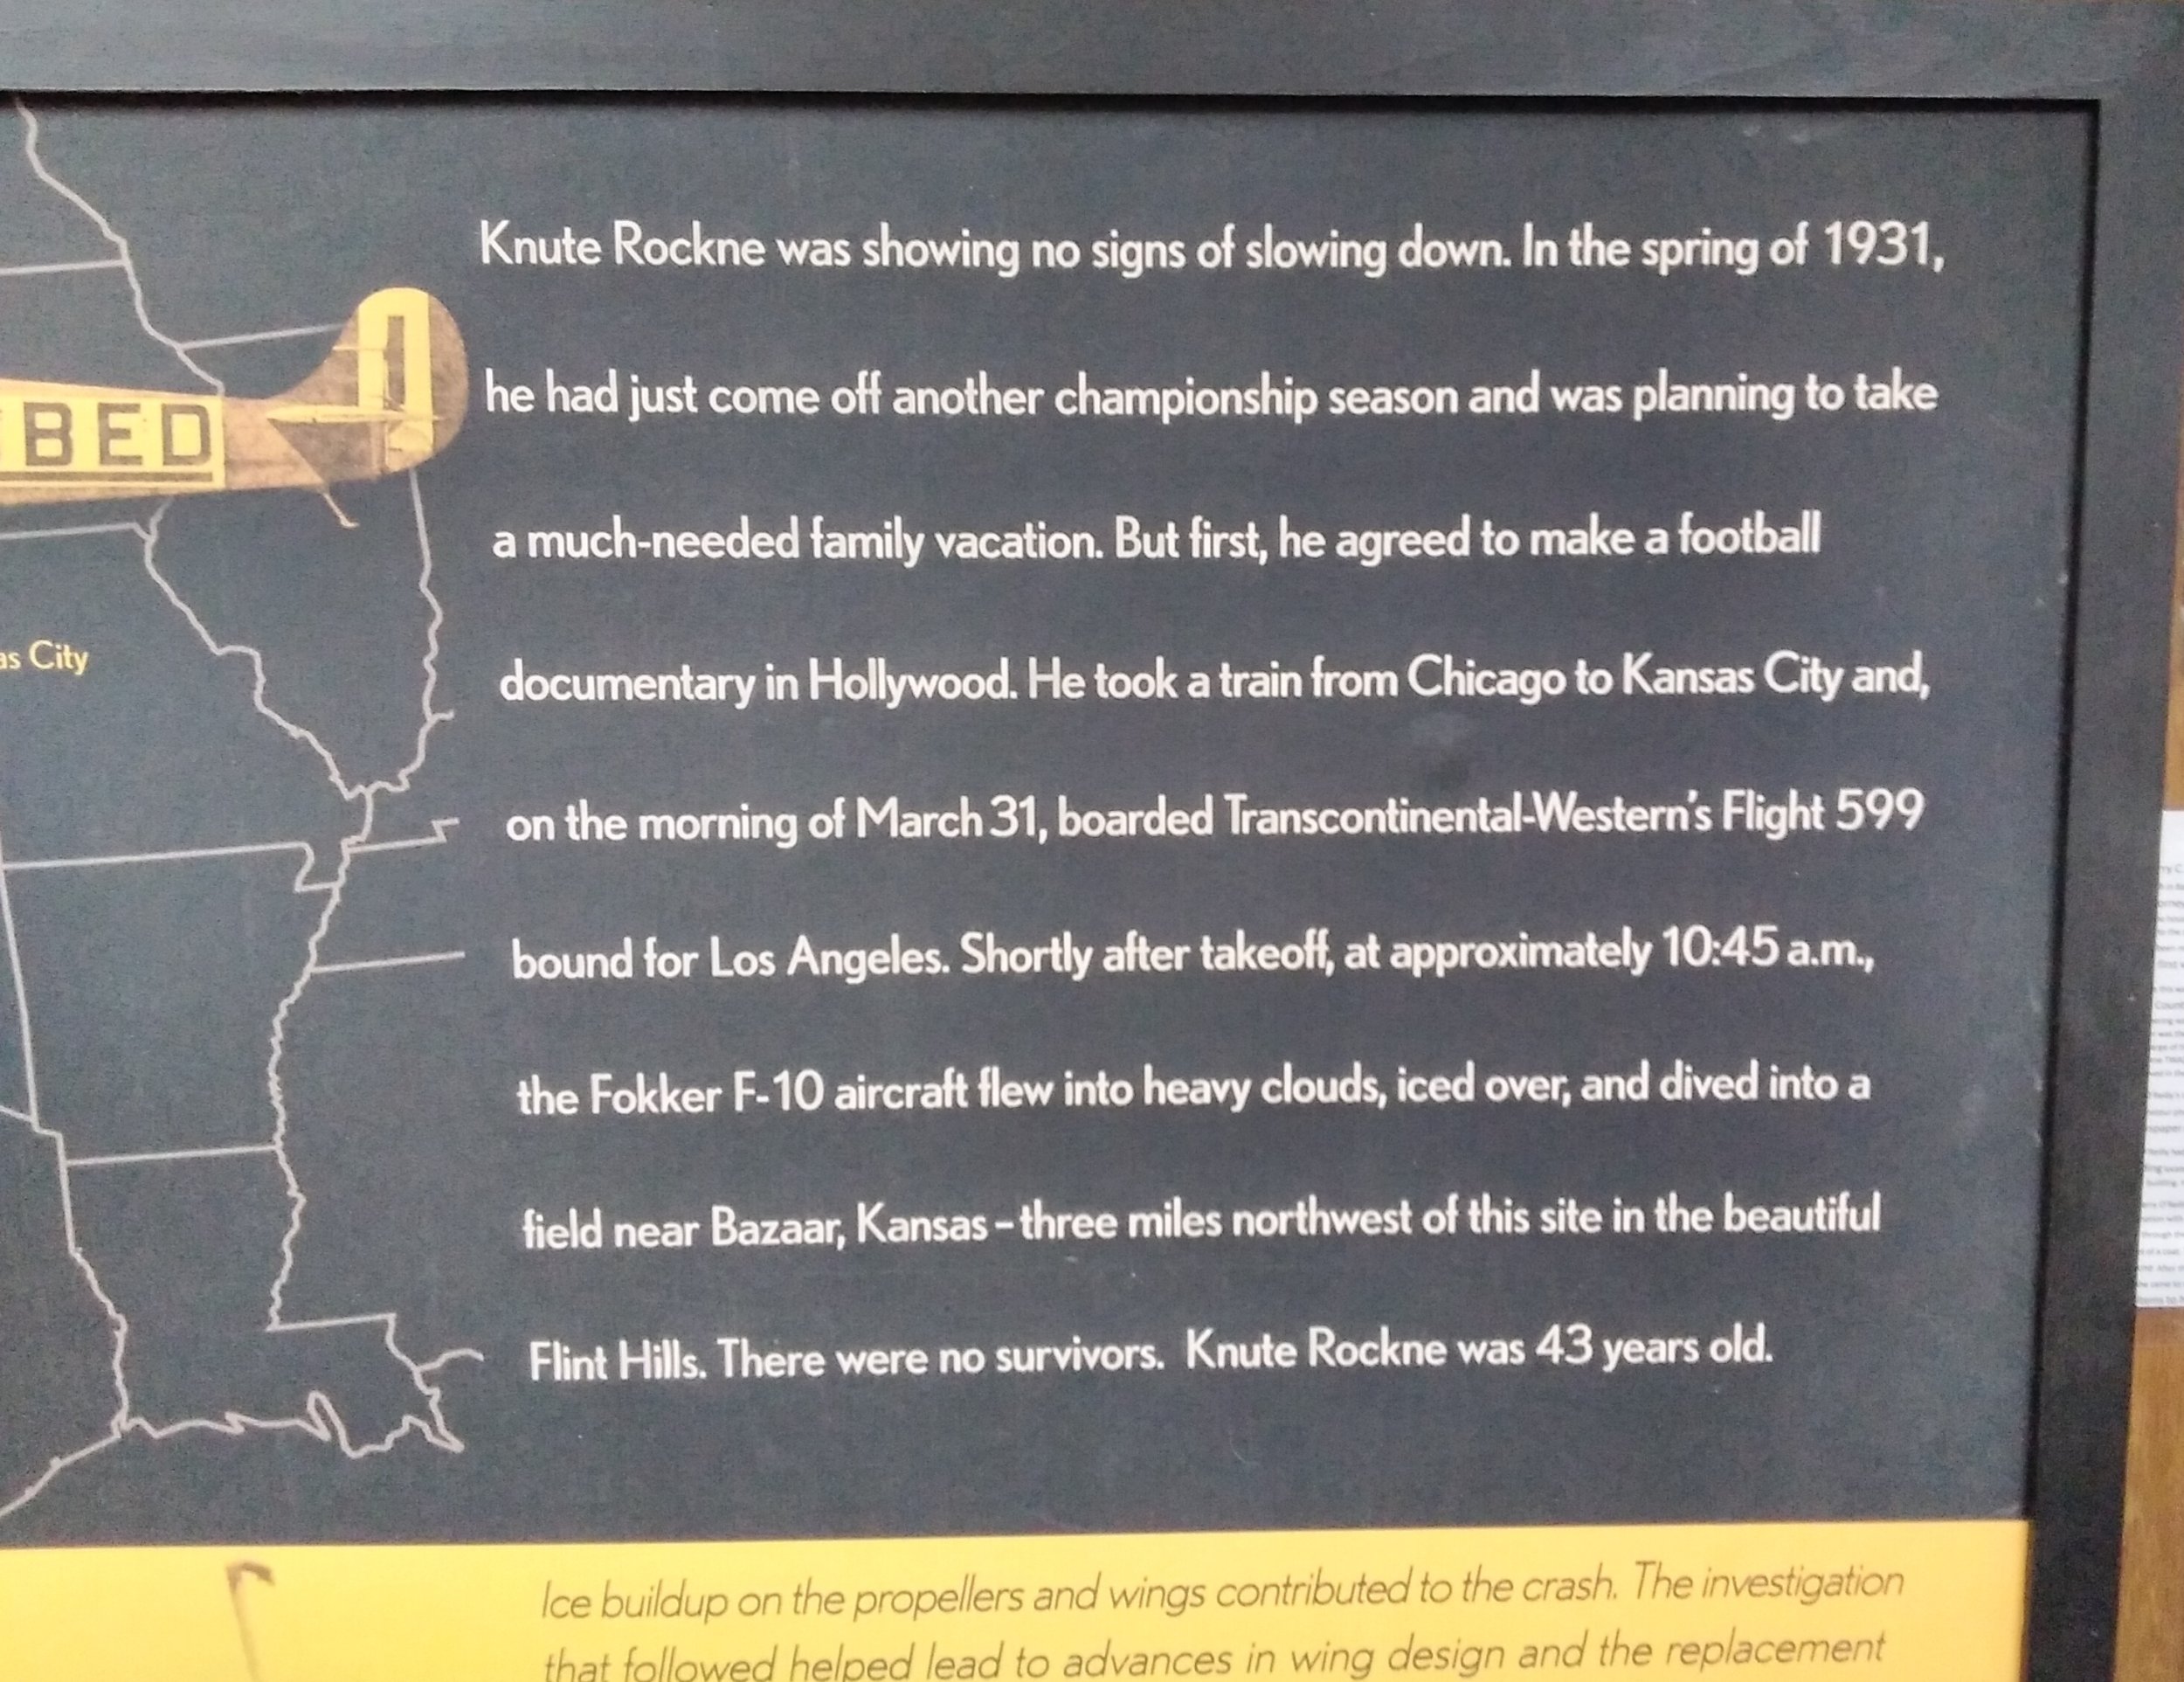 Knute Rockne was showing no signs of slowing down. In the spring of 1931,
he had just come off another championship season and was planning to take
a much-needed family vacation. But first, he agreed to make a football
documentary in Hollywood. He took a train from Chicago to Kansas City and,
on the morning of March 31, boarded Transcontinental-Western's Flight 599
bound for Los Angeles. Shortly after takeoff, at approximately 10:45 a.m.,
the Fokker F-10 aircraft flew into heavy clouds, iced over, and dived into a
field near Bazaar, Kansas – three miles northwest of this site in the beautiful
Flint Hills. There were no survivors. Knute Rockne was 43 years old.
BED
as City
Ice buildup on the propellers and wings contributed to the crash. The investigation
that followed helped lead to advances in wing design and the replacement